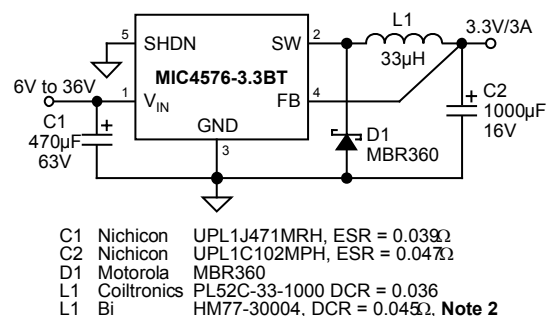 L1
3.3V/3A
5
SHDN
SW
2
33µH
MIC4576-3.3BT
6V to 36V
1
VIN
FB
4
C2
1000µF
16V
C1
470µF
63V
GND
3
D1
MBR360
C1 Nichicon UPL1J471MRH, ESR = 0.039Ω
C2 Nichicon UPL1C102MPH, ESR = 0.047Ω
D1 Motorola MBR360
L1 Coiltronics PL52C-33-1000 DCR = 0.036
L1 Bi HM77-30004, DCR = 0.045Ω, Note 2